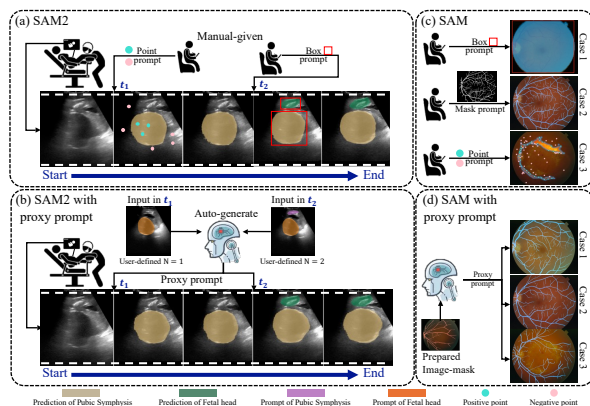 (a) SAM2
Manual-given
Point
prompt
Box
prompt
t₁
t₂
Start
End
(b) SAM2 with
proxy prompt
Input in t₁
Auto-generate
Input in t₂
User-defined N = 1
User-defined N = 2
Proxy prompt
t₁
t₂
Start
End
(c) SAM
Box
prompt
Case 1
Mask prompt
Case 2
Point
prompt
Case 3
(d) SAM with
proxy prompt
Proxy
prompt
Case 1
Case 2
Case 3
Prepared
Image-mask
Prediction of Pubic Symphysis
Prediction of Fetal head
Prompt of Pubic Symphysis
Prompt of Fetal head
Positive point
Negative point